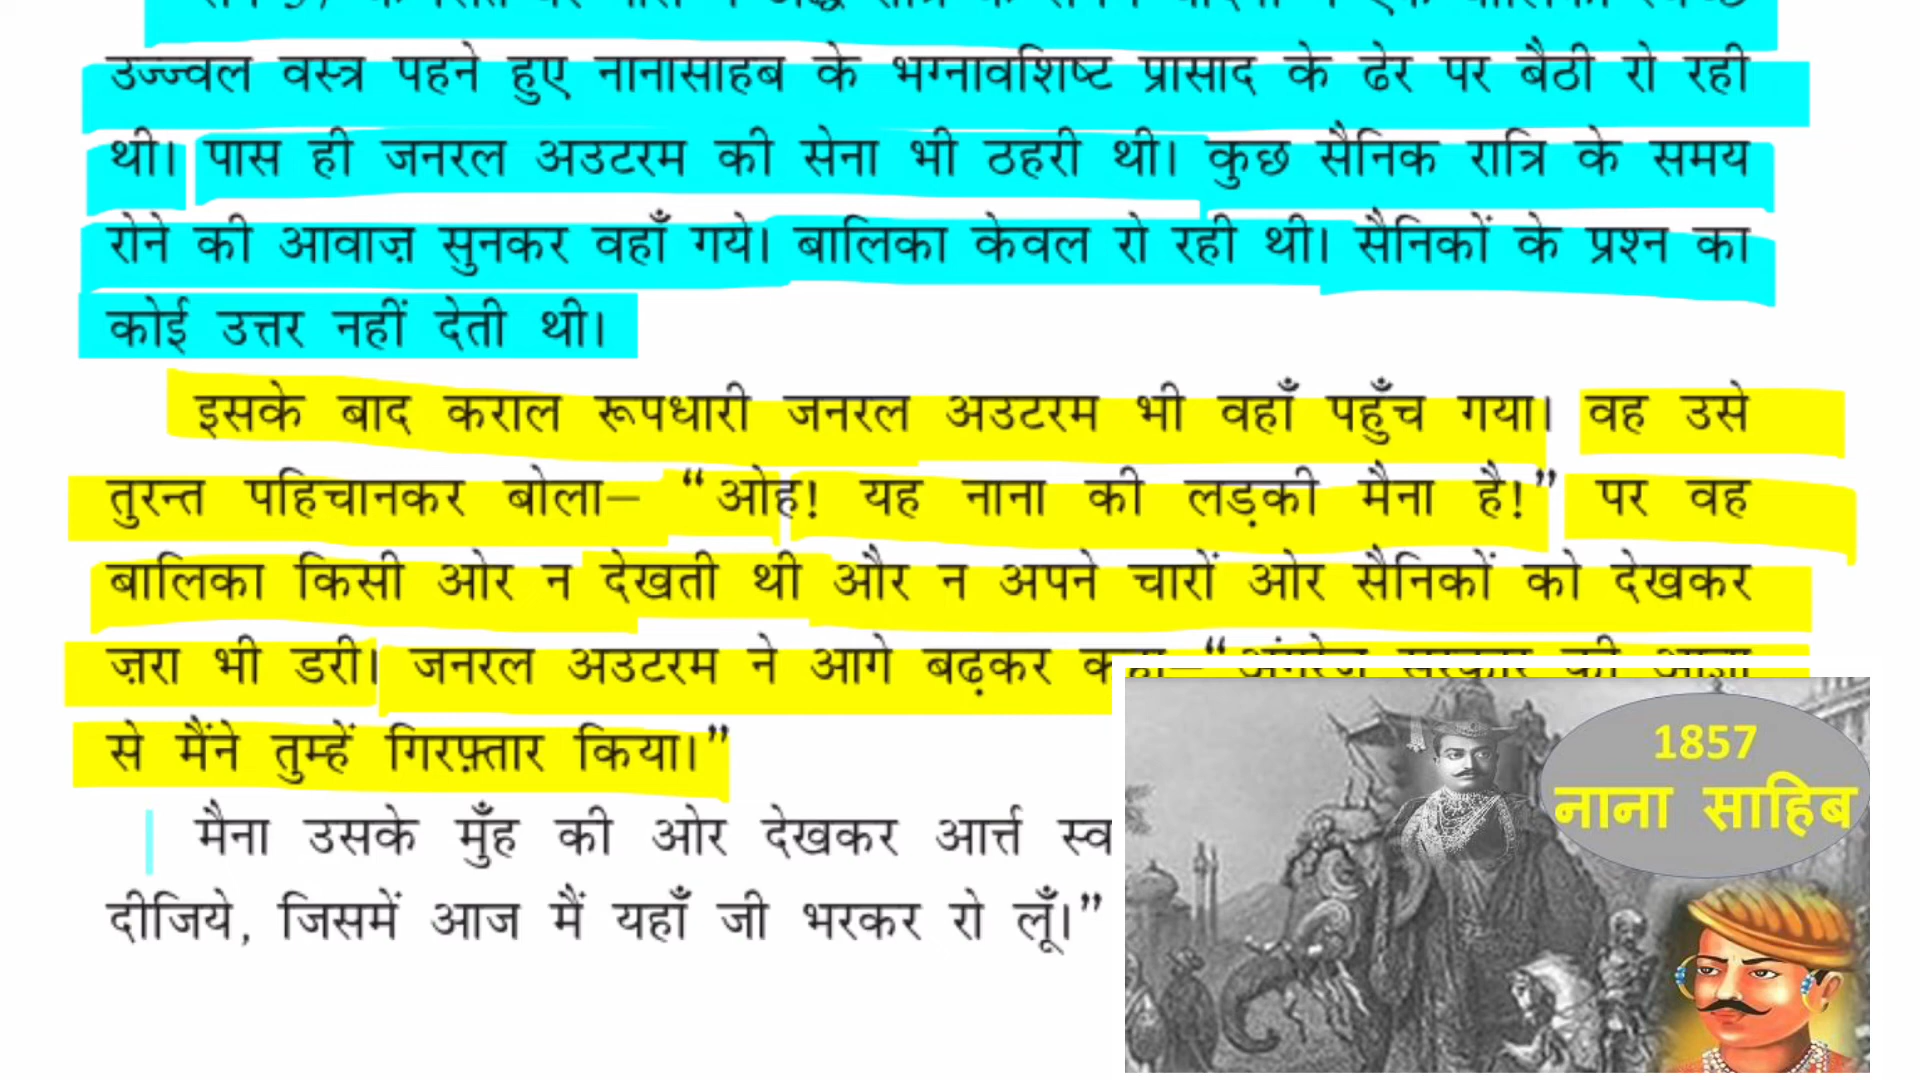 उज्ज्वल वस्त्र पहने हुए नानासाहब के भग्नावशिष्ट प्रासाद के ढेर पर बैठी रो रही
थी। पास ही जनरल अउटरम की सेना भी ठहरी थी। कुछ सैनिक रात्रि के समय
रोने की आवाज़ सुनकर वहाँ गये। बालिका केवल रो रही थी। सैनिकों के प्रश्न का
कोई उत्तर नहीं देती थी।
इसके बाद कराल रूपधारी जनरल अउटरम भी वहाँ पहुँच गया। वह उसे
तुरन्त पहिचानकर बोला– “ओह! यह नाना की लड़की मैना है!” पर वह
बालिका किसी ओर न देखती थी और न अपने चारों ओर सैनिकों को देखकर
ज़रा भी डरी। जनरल अउटरम ने आगे बढ़कर
से मैंने तुम्हें गिरफ़्तार किया।”
मैना उसके मुँह की ओर देखकर आर्त्त स्व
दीजिये, जिसमें आज मैं यहाँ जी भरकर रो लूँ।”
1857
नाना साहिब